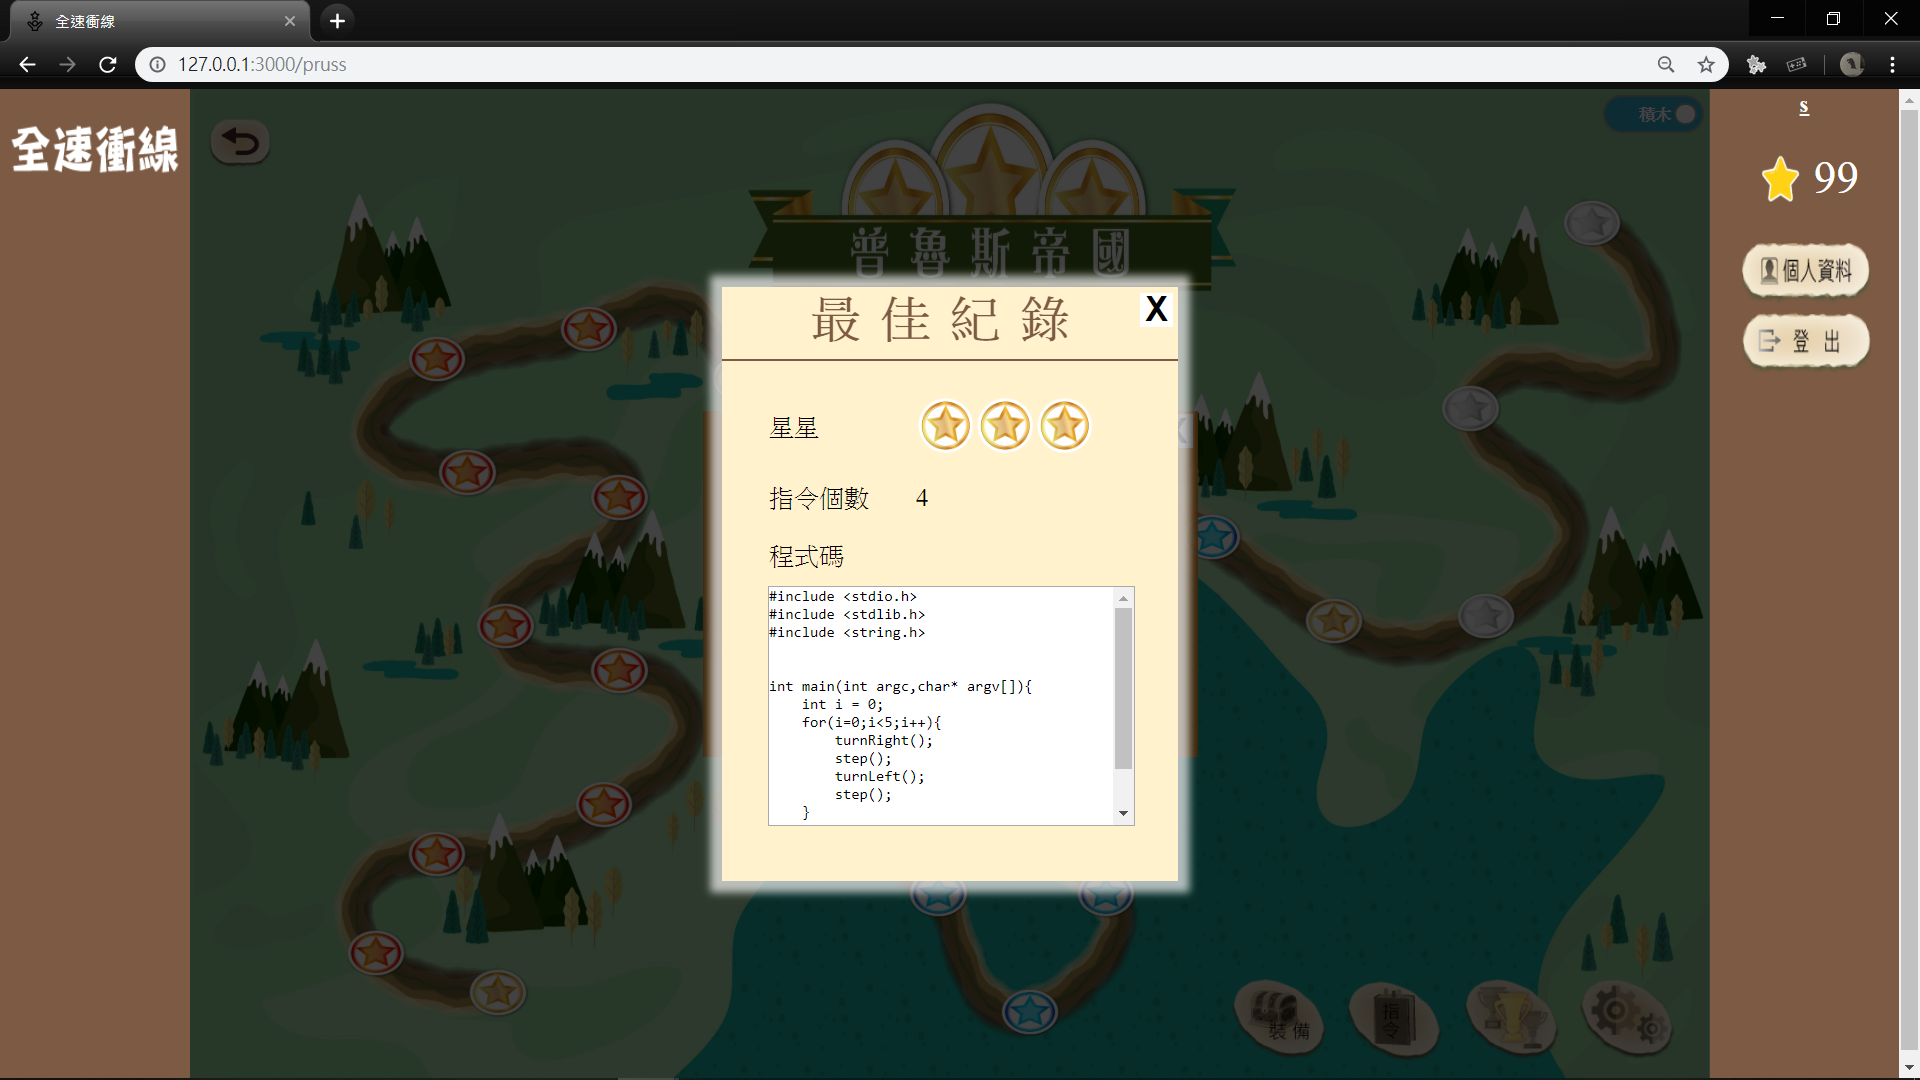 全速衝線
127.0.0.1:3000/pruss
全速衝線
積木
s
99
普魯斯帝國
個人資料
登出
最佳紀錄
X
星星
指令個數 4
程式碼
#include <stdio.h>
#include <stdlib.h>
#include <string.h>
int main(int argc,char* argv[]){
    int i = 0;
    for(i=0;i<5;i++){
        turnRight();
        step();
        turnLeft();
        step();
    }
裝備
指令